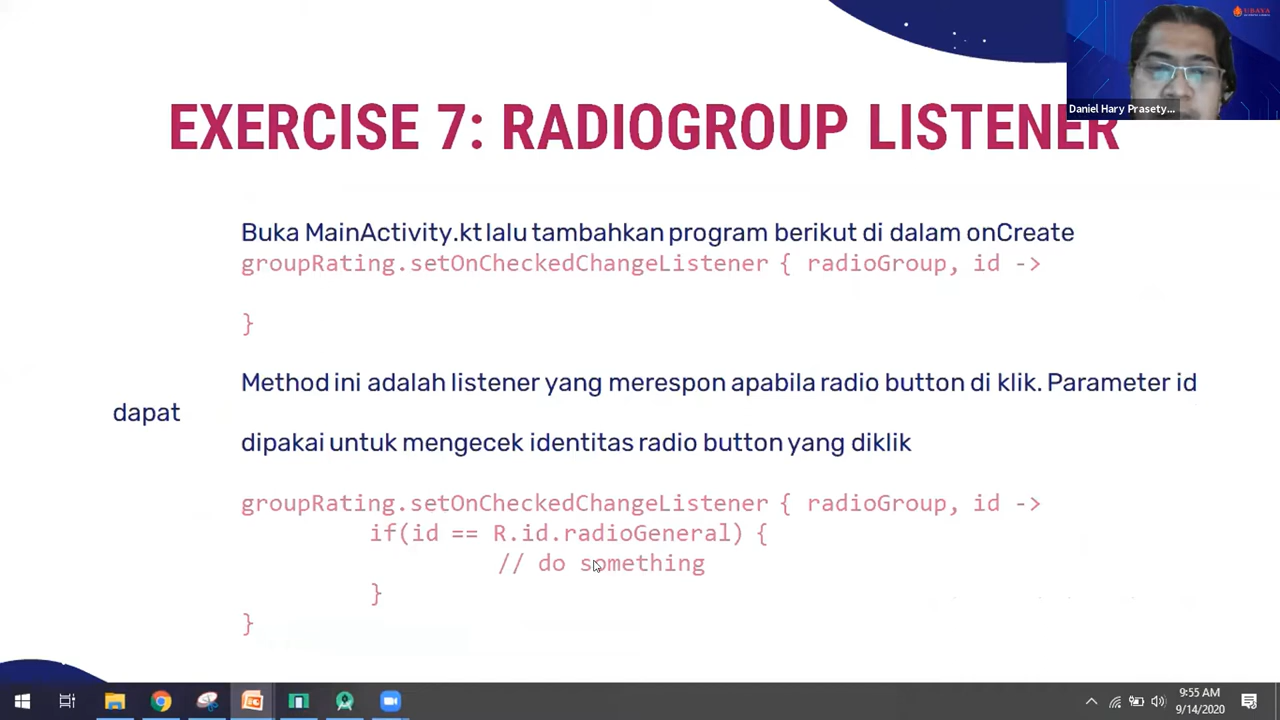 UBAYA
Daniel Hary Prasety...
EXERCISE 7: RADIOGROUP LISTENER
Buka MainActivity.kt lalu tambahkan program berikut di dalam onCreate
groupRating.setOnCheckedChangeListener { radioGroup, id ->
}
Method ini adalah listener yang merespon apabila radio button di klik. Parameter id
dapat
dipakai untuk mengecek identitas radio button yang diklik
groupRating.setOnCheckedChangeListener { radioGroup, id ->
if(id == R.id.radioGeneral) {
// do something
}
}
9:55 AM
9/14/2020